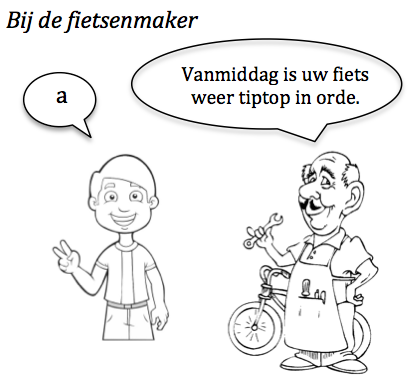 Bij de fietsenmaker
a
Vanmiddag is uw fiets
weer tiptop in orde.